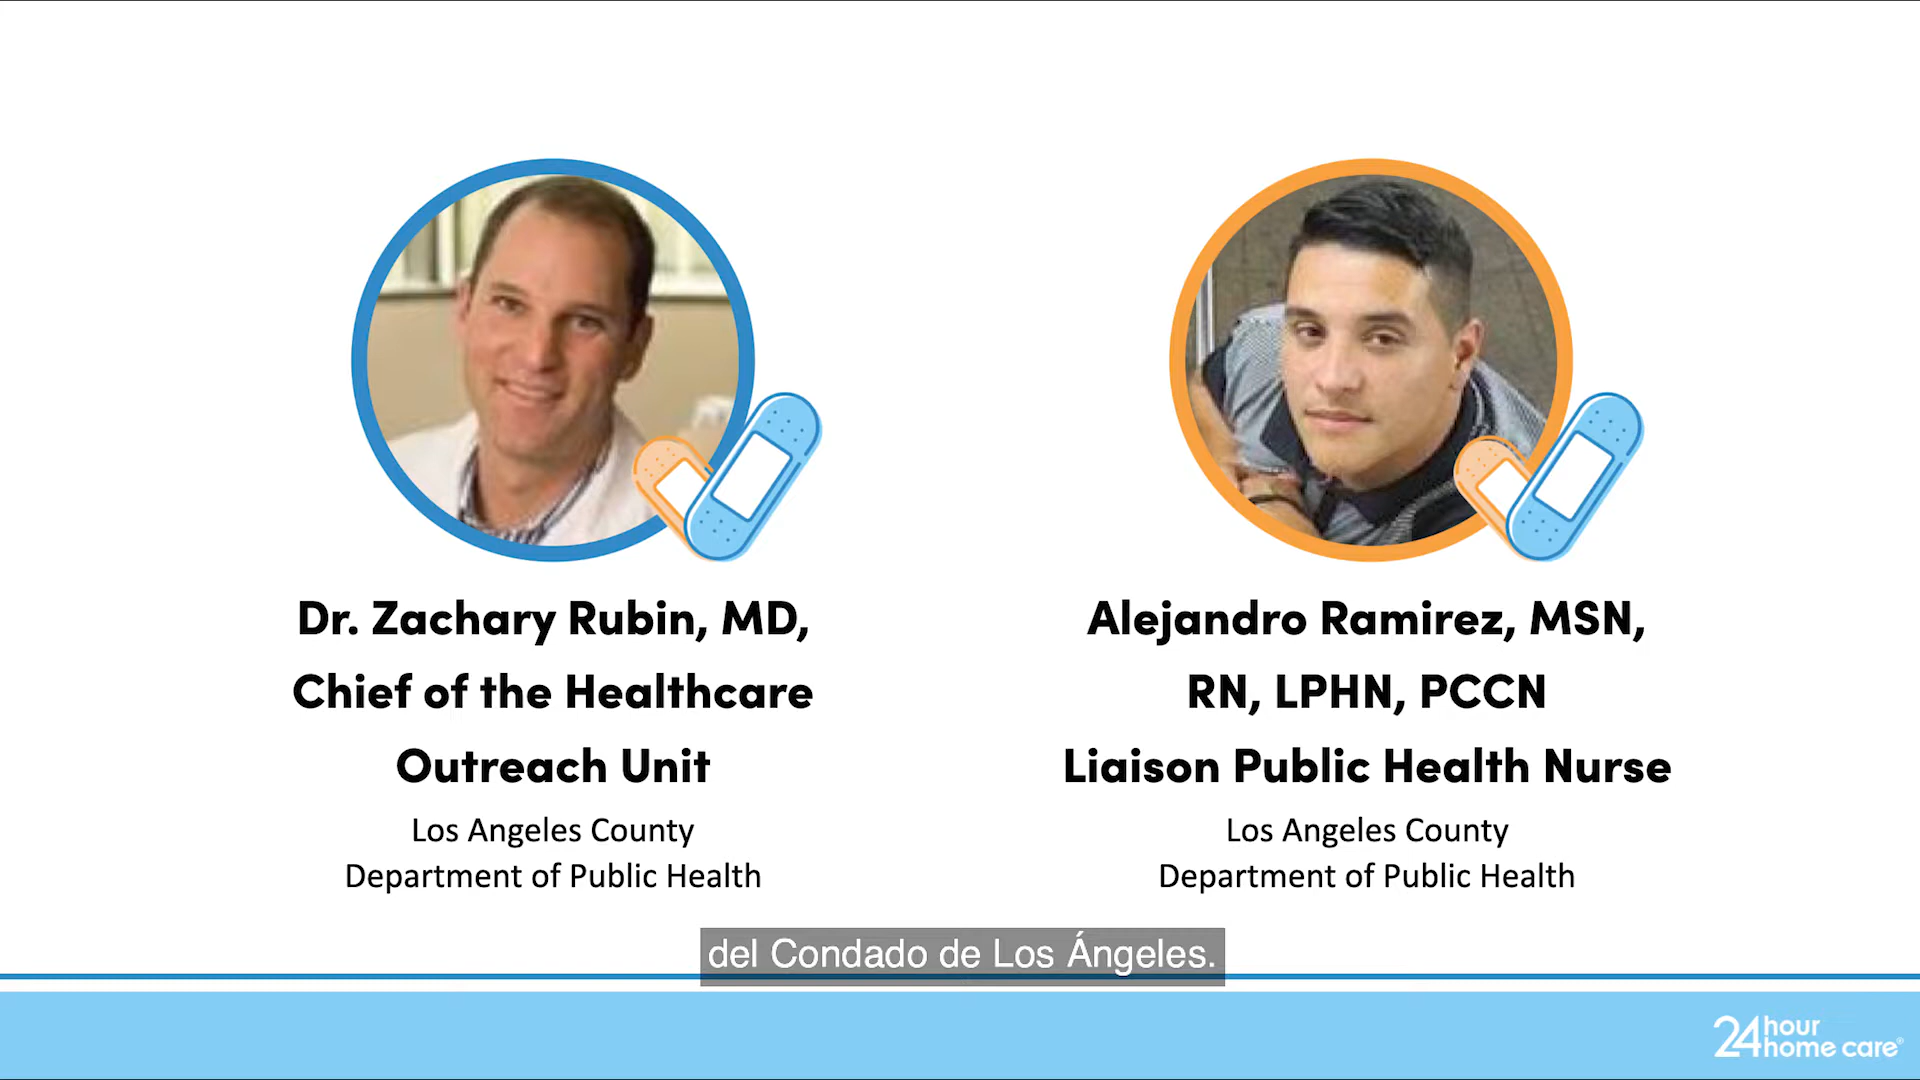 Dr. Zachary Rubin, MD,
Chief of the Healthcare
Outreach Unit
Los Angeles County
Department of Public Health
Alejandro Ramirez, MSN,
RN, LPHN, PCCN
Liaison Public Health Nurse
Los Angeles County
Department of Public Health
del Condado de Los Ángeles.
24 hour
home care®